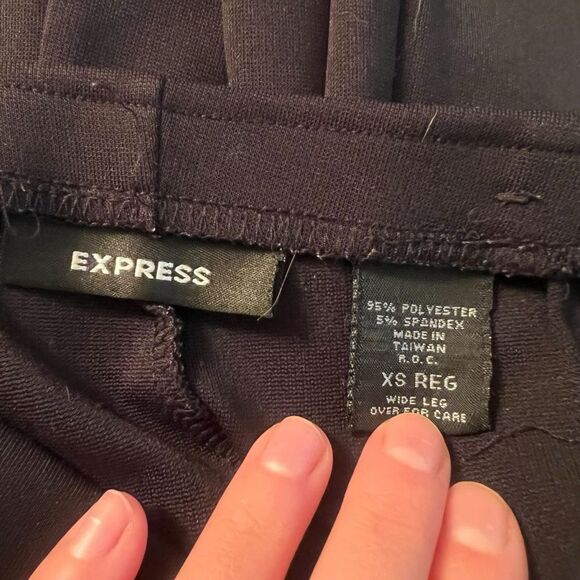 EXPRESS
95% POLYESTER
5% SPANDEX
MADE IN
TAIWAN
R.O.C.
XS REG
WIDE LEG
OVER FOR CARE